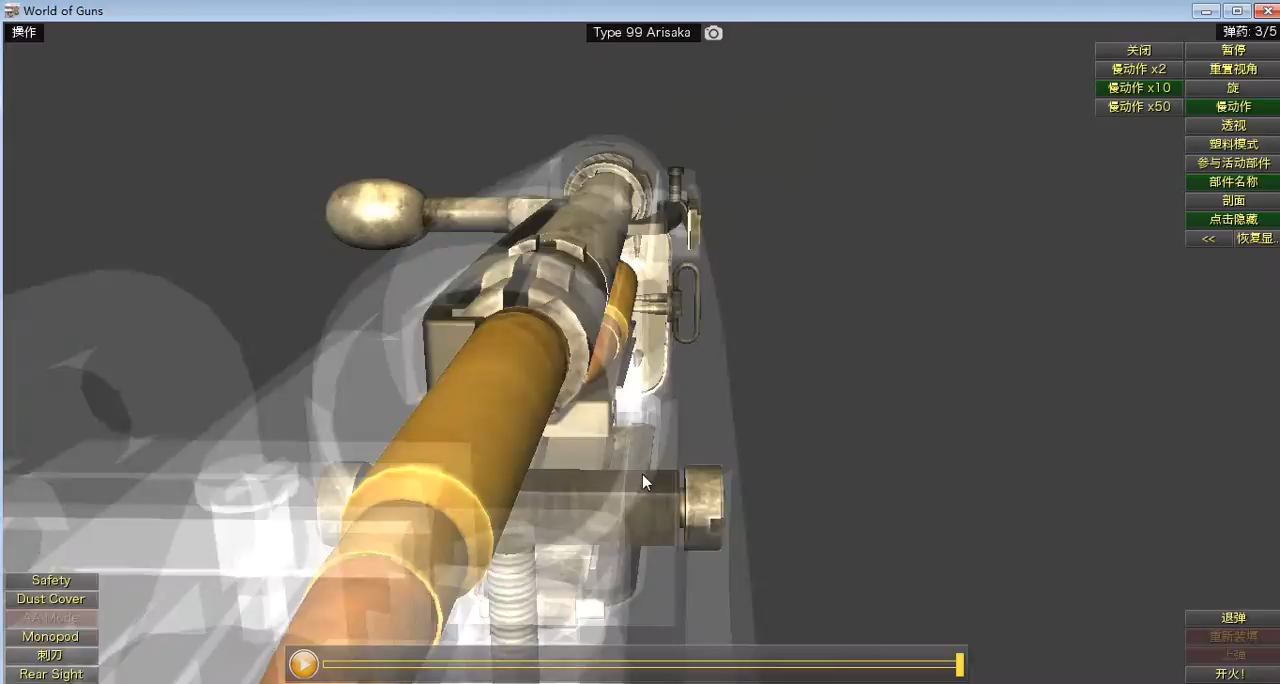 World of Guns
操作
Type 99 Arisaka
弹药: 3/5
关闭
暂停
慢动作 x2
重置视角
慢动作 x10
旋
慢动作 x50
慢动作
透视
塑料模式
参与活动部件
部件名称
剖面
点击隐藏
<<
恢复显..
Safety
Dust Cover
AA Mode
Monopod
刺刀
Rear Sight
退弹
重新装填
上弹
开火!